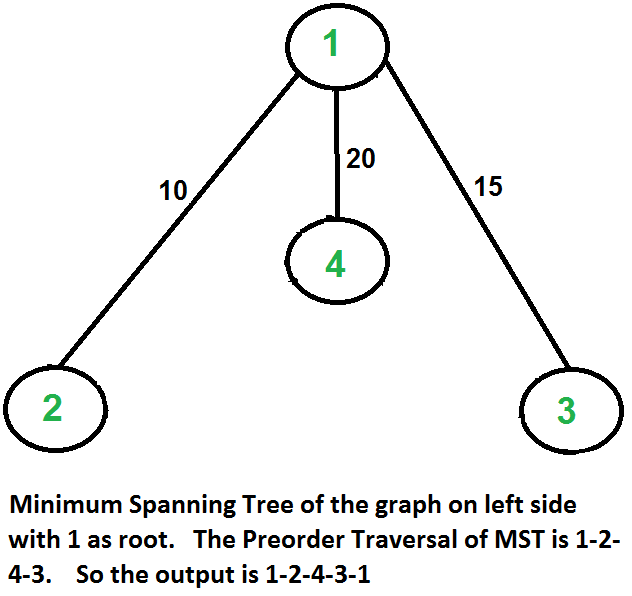 1
20
10
15
4
2
3
Minimum Spanning Tree of the graph on left side
with 1 as root. The Preorder Traversal of MST is 1-2-
4-3. So the output is 1-2-4-3-1